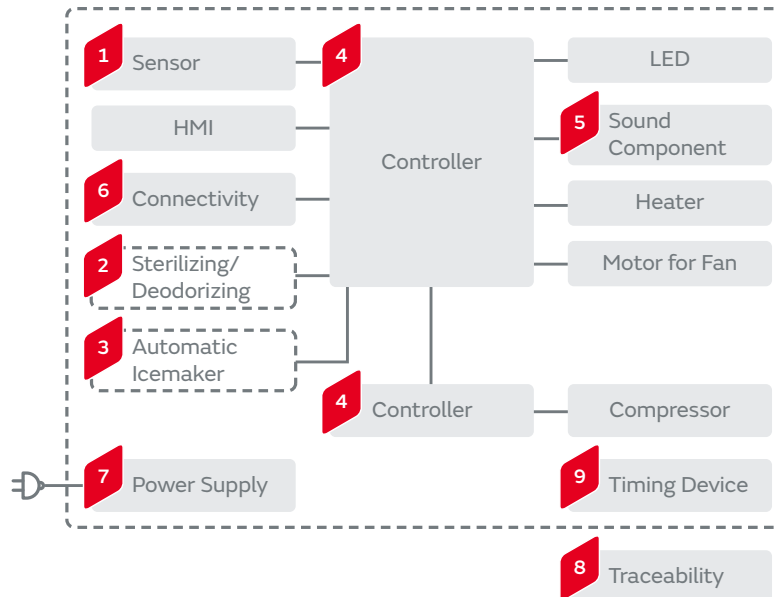 1
Sensor
4
Controller
LED
HMI
5
Sound
Component
6
Connectivity
Heater
2
Sterilizing/
Deodorizing
Motor for Fan
3
Automatic
Icemaker
4
Controller
Compressor
7
Power Supply
9
Timing Device
8
Traceability